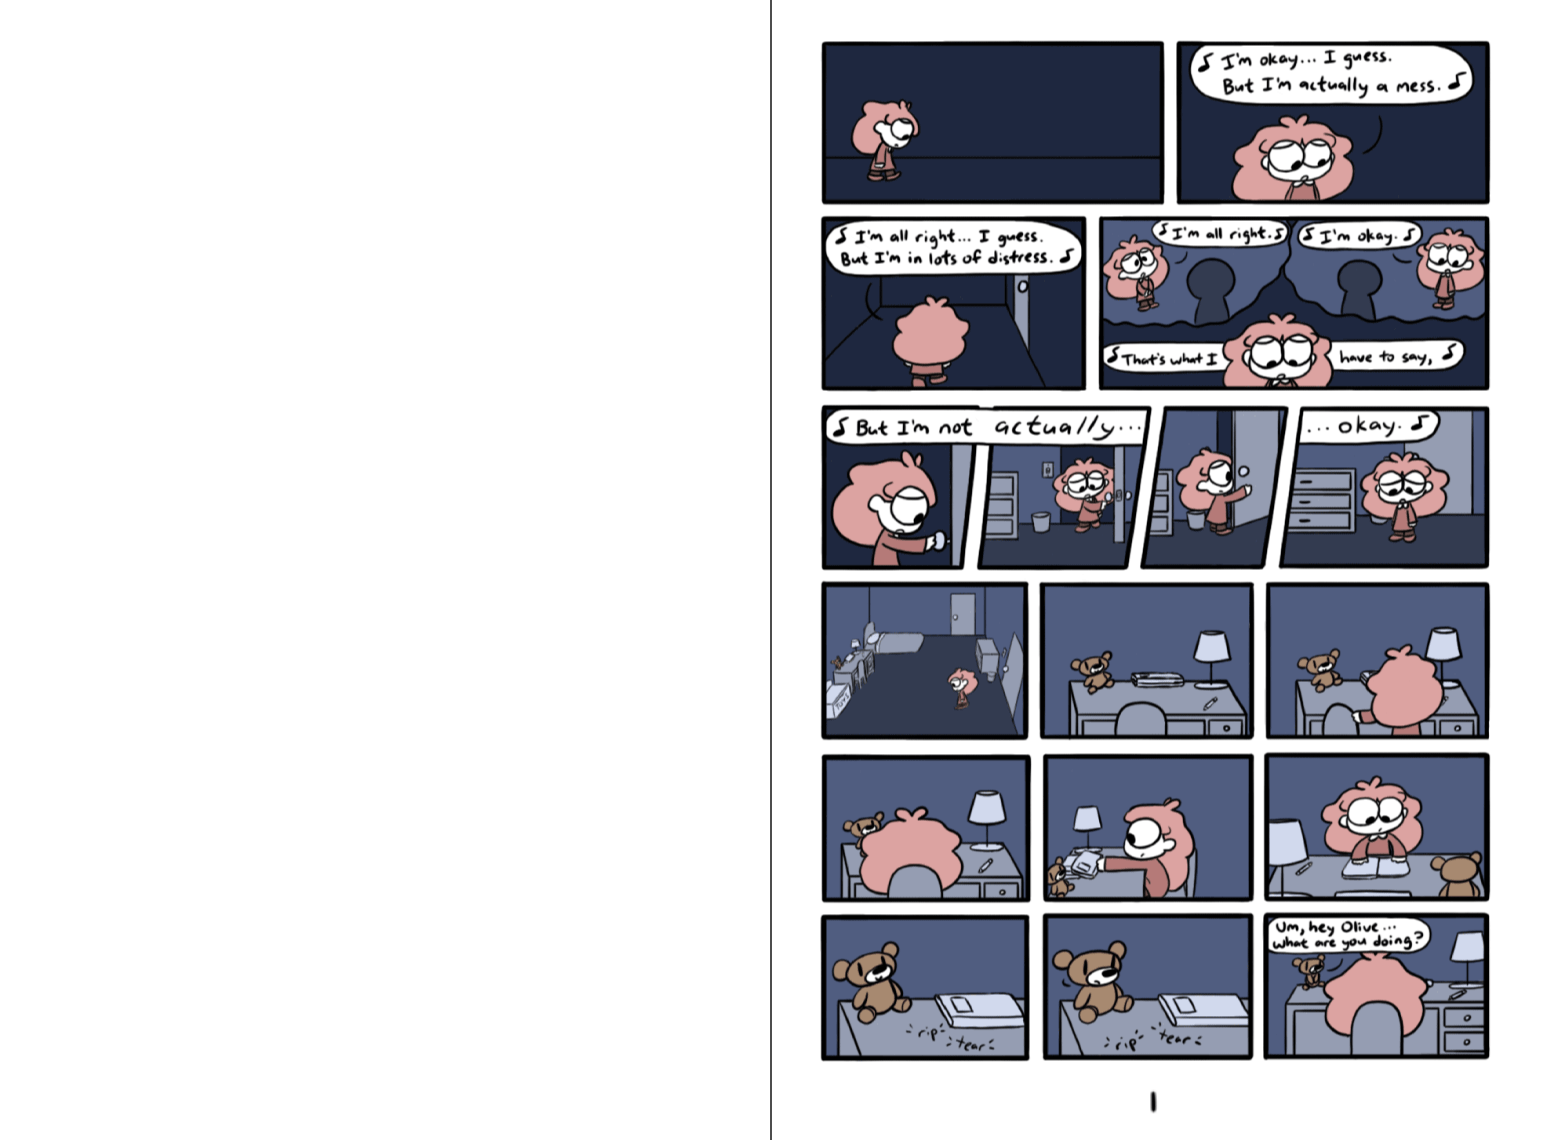 ♪ I'm okay... I guess.
But I'm actually a mess. ♪
♪ I'm all right... I guess.
But I'm in lots of distress. ♪
♪ I'm all right. ♪
♪ I'm okay. ♪
♪ That's what I
have to say, ♪
♪ But I'm not actually...
...okay. ♪
rip
tear
rip
tear
Um, hey Olive...
what are you doing?
1